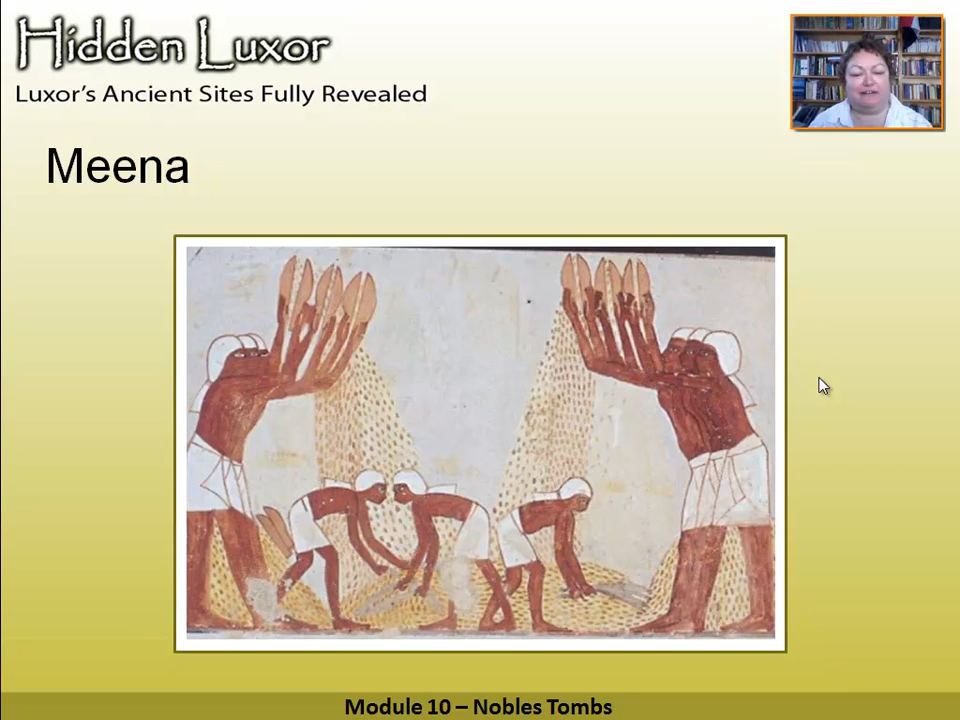 Hidden Luxor
Luxor's Ancient Sites Fully Revealed
Meena
Module 10 – Nobles Tombs